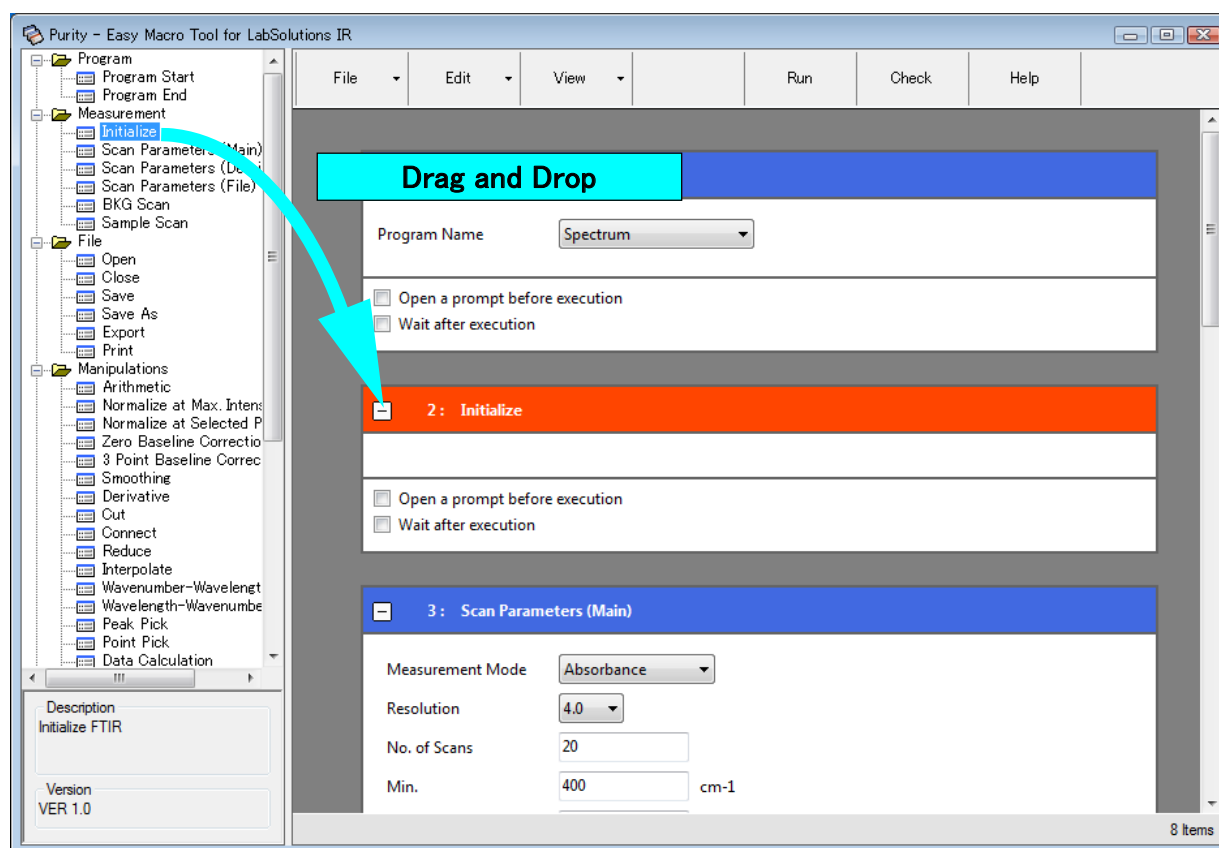 Purity - Easy Macro Tool for LabSolutions IR
Program
Program Start
Program End
Measurement
Initialize
Scan Parameters (Main)
Scan Parameters (
Scan Parameters (File)
BKG Scan
Sample Scan
File
Open
Close
Save
Save As
Export
Print
Manipulations
Arithmetic
Normalize at Max. Intens
Normalize at Selected P
Zero Baseline Correctio
3 Point Baseline Correc
Smoothing
Derivative
Cut
Connect
Reduce
Interpolate
Wavenumber-Wavelengt
Wavelength-Wavenumbe
Peak Pick
Point Pick
Data Calculation
Description
Initialize FTIR
Version
VER 1.0
File Edit View Run Check Help
Drag and Drop
Program Name Spectrum
Open a prompt before execution
Wait after execution
2 : Initialize
Open a prompt before execution
Wait after execution
3 : Scan Parameters (Main)
Measurement Mode Absorbance
Resolution 4.0
No. of Scans 20
Min. 400 cm-1
8 Items